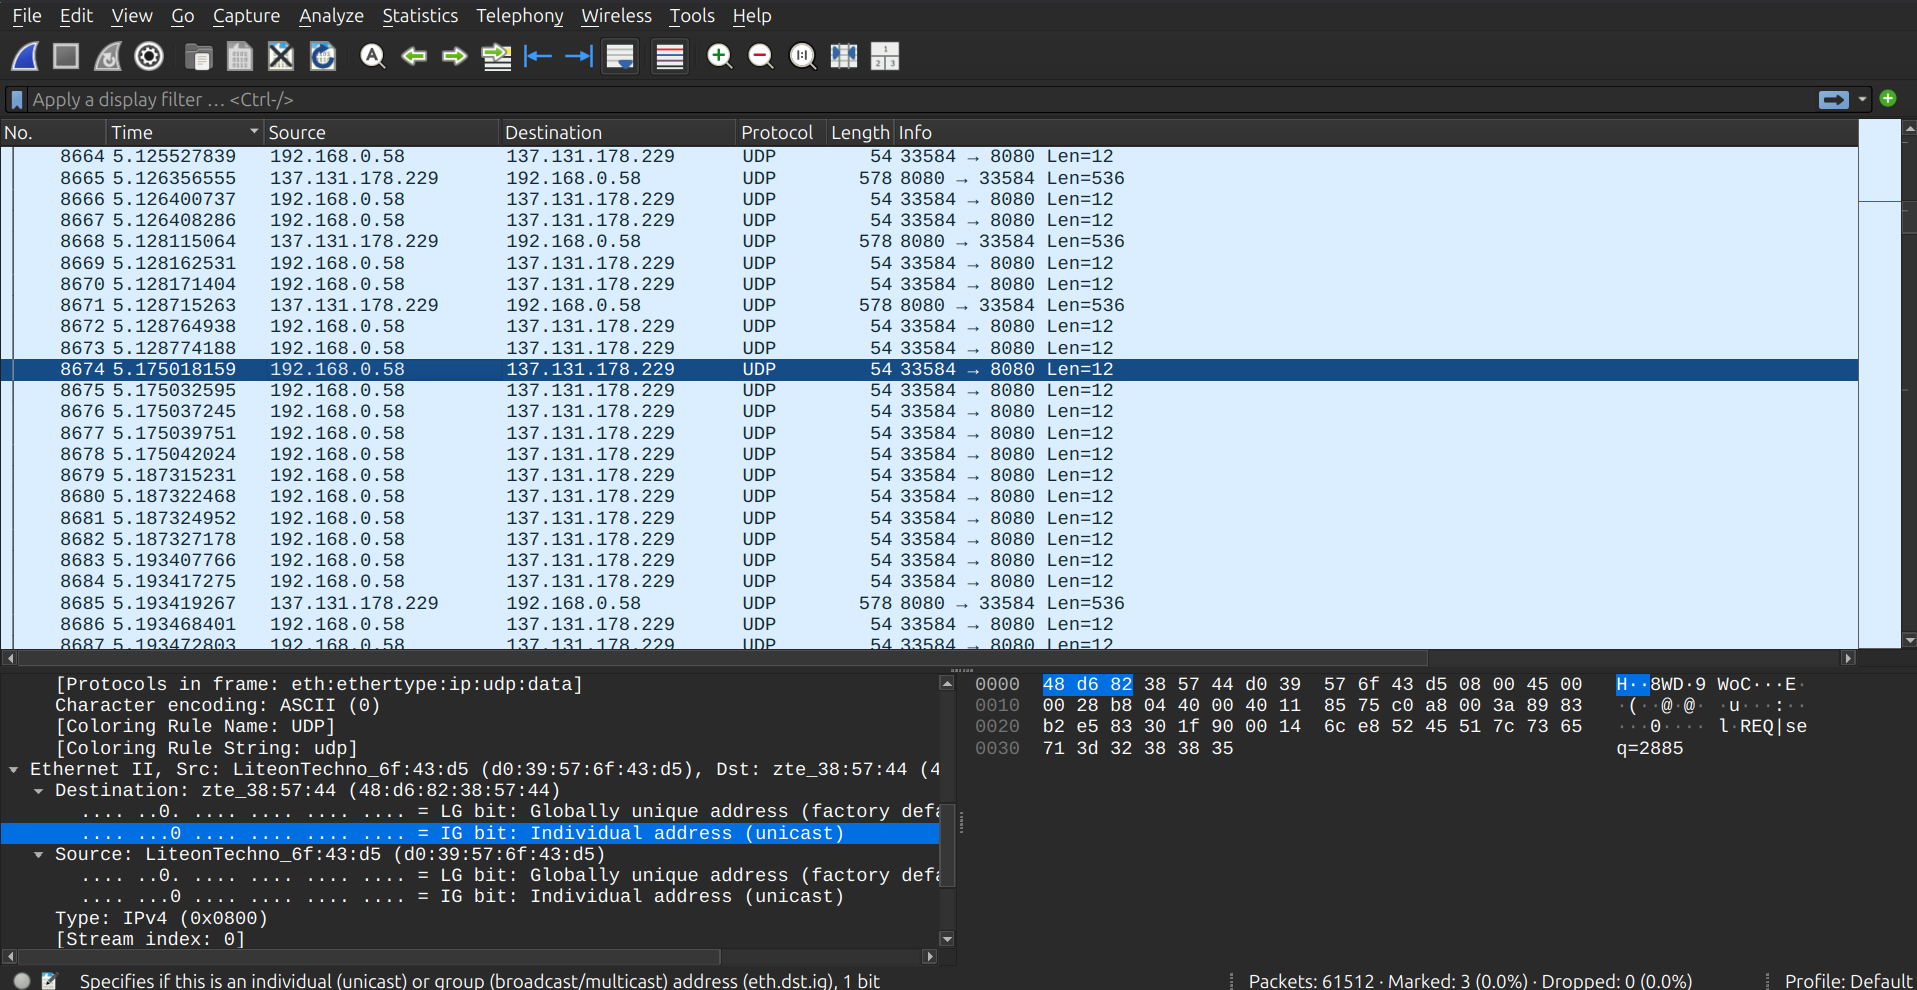 File Edit View Go Capture Analyze Statistics Telephony Wireless Tools Help
Apply a display filter … <Ctrl-/>
No. Time Source Destination Protocol Length Info
8664 5.125527839 192.168.0.58 137.131.178.229 UDP 54 33584 → 8080 Len=12
8665 5.126356555 137.131.178.229 192.168.0.58 UDP 578 8080 → 33584 Len=536
8666 5.126400737 192.168.0.58 137.131.178.229 UDP 54 33584 → 8080 Len=12
8667 5.126408286 192.168.0.58 137.131.178.229 UDP 54 33584 → 8080 Len=12
8668 5.128115064 137.131.178.229 192.168.0.58 UDP 578 8080 → 33584 Len=536
8669 5.128162531 192.168.0.58 137.131.178.229 UDP 54 33584 → 8080 Len=12
8670 5.128171404 192.168.0.58 137.131.178.229 UDP 54 33584 → 8080 Len=12
8671 5.128715263 137.131.178.229 192.168.0.58 UDP 578 8080 → 33584 Len=536
8672 5.128764938 192.168.0.58 137.131.178.229 UDP 54 33584 → 8080 Len=12
8673 5.128774188 192.168.0.58 137.131.178.229 UDP 54 33584 → 8080 Len=12
8674 5.175018159 192.168.0.58 137.131.178.229 UDP 54 33584 → 8080 Len=12
8675 5.175032595 192.168.0.58 137.131.178.229 UDP 54 33584 → 8080 Len=12
8676 5.175037245 192.168.0.58 137.131.178.229 UDP 54 33584 → 8080 Len=12
8677 5.175039751 192.168.0.58 137.131.178.229 UDP 54 33584 → 8080 Len=12
8678 5.175042024 192.168.0.58 137.131.178.229 UDP 54 33584 → 8080 Len=12
8679 5.187315231 192.168.0.58 137.131.178.229 UDP 54 33584 → 8080 Len=12
8680 5.187322468 192.168.0.58 137.131.178.229 UDP 54 33584 → 8080 Len=12
8681 5.187324952 192.168.0.58 137.131.178.229 UDP 54 33584 → 8080 Len=12
8682 5.187327178 192.168.0.58 137.131.178.229 UDP 54 33584 → 8080 Len=12
8683 5.193407766 192.168.0.58 137.131.178.229 UDP 54 33584 → 8080 Len=12
8684 5.193417275 192.168.0.58 137.131.178.229 UDP 54 33584 → 8080 Len=12
8685 5.193419267 137.131.178.229 192.168.0.58 UDP 578 8080 → 33584 Len=536
8686 5.193468401 192.168.0.58 137.131.178.229 UDP 54 33584 → 8080 Len=12
8687 5.193472803 192.168.0.58 137.131.178.229 UDP 54 33584 → 8080 Len=12
[Protocols in frame: eth:ethertype:ip:udp:data]
Character encoding: ASCII (0)
[Coloring Rule Name: UDP]
[Coloring Rule String: udp]
Ethernet II, Src: LiteonTechno_6f:43:d5 (d0:39:57:6f:43:d5), Dst: zte_38:57:44 (4
Destination: zte_38:57:44 (48:d6:82:38:57:44)
.... ..0. .... .... .... .... = LG bit: Globally unique address (factory defa
.... ...0 .... .... .... .... = IG bit: Individual address (unicast)
Source: LiteonTechno_6f:43:d5 (d0:39:57:6f:43:d5)
.... ..0. .... .... .... .... = LG bit: Globally unique address (factory defa
.... ...0 .... .... .... .... = IG bit: Individual address (unicast)
Type: IPv4 (0x0800)
[Stream index: 0]
0000 48 d6 82 38 57 44 d0 39 57 6f 43 d5 08 00 45 00 H··8WD·9 WoC···E·
0010 00 28 b8 04 40 00 40 11 85 75 c0 a8 00 3a 89 83 ·(··@·@· ·u···:··
0020 b2 e5 83 30 1f 90 00 14 6c e8 52 45 51 7c 73 65 ···0···· l·REQ|se
0030 71 3d 32 38 38 35 q=2885
Specifies if this is an individual (unicast) or group (broadcast/multicast) address (eth.dst.ig), 1 bit
Packets: 61512 · Marked: 3 (0.0%) · Dropped: 0 (0.0%)
Profile: Default